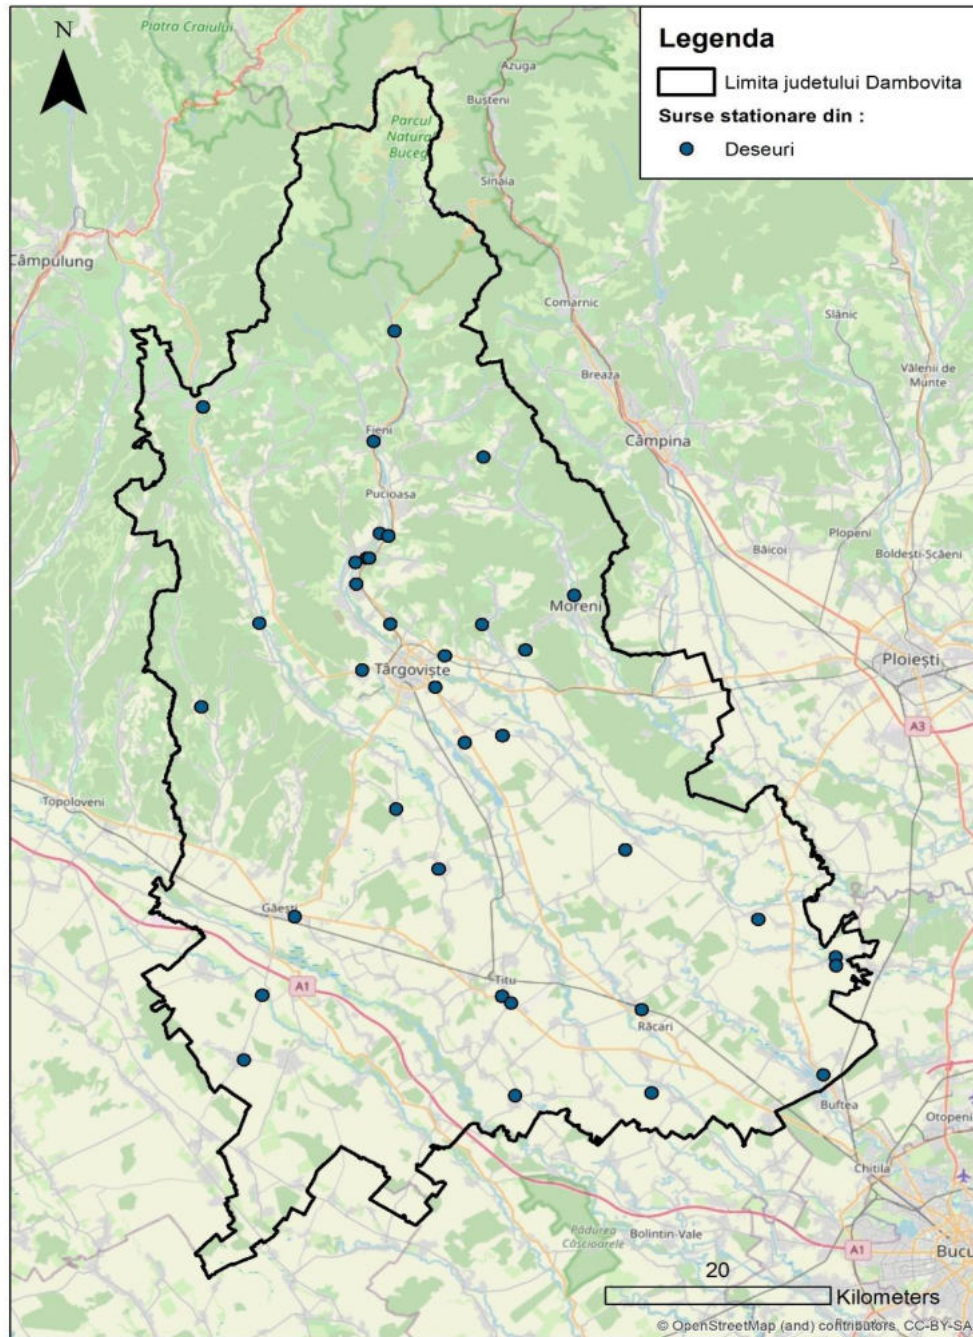 N
Legenda
Limita judetului Dambovita
Surse stationare din :
Deseuri
Piatra Craiului
Azuga
Bușteni
Parcul
Natural
Buceg
Sinaia
Câmpulung
Comarnic
Slănic
Breaza
Vălenii de
Munte
Fieni
Câmpina
Pucioasa
Plopeni
Băicoi
Boldești-Scăeni
Moreni
Ploiești
Târgoviște
A3
Topoloveni
Găești
A1
Titu
Răcari
Buftea
Otopeni
Chitila
Pădurea
Căscioarele
Bolintin-Vale
A1
Bucu
20
Kilometers
© OpenStreetMap (and) contributors, CC-BY-SA